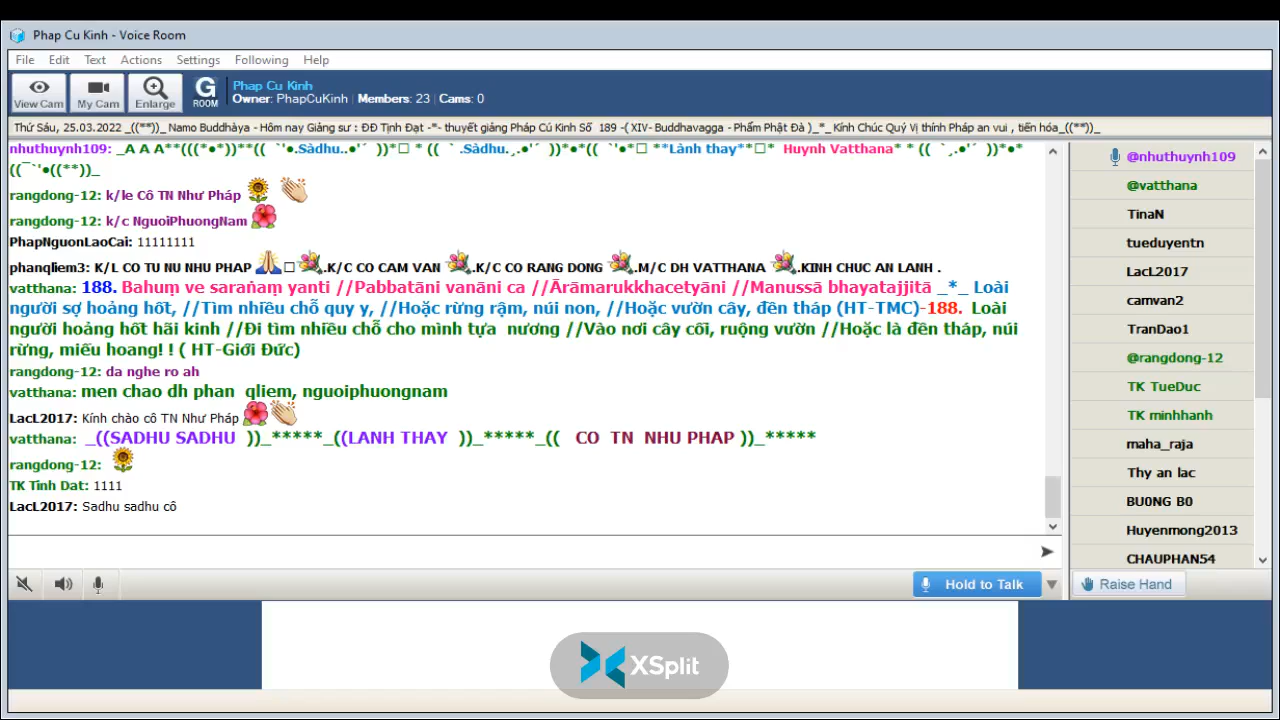 Phap Cu Kinh - Voice Room
File Edit Text Actions Settings Following Help
View Cam My Cam Enlarge G ROOM
Phap Cu Kinh
Owner: PhapCuKinh | Members: 23 | Cams: 0
Thứ Sáu, 25.03.2022 _((**))_ Namo Buddhàya - Hôm nay Giảng sư : ĐĐ Tịnh Đạt -*- thuyết giảng Pháp Cú Kinh Số 189 -( XIV- Buddhavagga - Phẩm Phật Đà )_*_ Kính Chúc Quý Vị thính Pháp an vui , tiến hóa_((**))_
nhuthuynh109: _A A A**(((*●*))**(( ¨`'●.Sàdhu..●'´¨))*●*□ * ((¨`.Sàdhu.¸.●'´¨))*●*((¨`'●*□ **Lành thay**□* Huynh Vatthana* * ((¨`¸.●'´¨))*●*
((¯`'●((**))_
rangdong-12: k/le Cô TN Như Pháp 🌻 👏
rangdong-12: k/c NguoiPhuongNam 🌺
PhapNguonLaoCai: 11111111
phanqliem3: K/L CO TU NU NHU PHAP 🙏□💐.K/C CO CAM VAN 💐.K/C CO RANG DONG 💐.M/C DH VATTHANA 💐.KINH CHUC AN LANH .
vatthana: 188. Bahuṃ ve saraṅaṃ yanti //Pabbatāni vanāni ca //Ārāmarukkhacetyāni //Manussā bhayatajjitā _*_ Loài
người sợ hoảng hốt, //Tìm nhiều chỗ quy y, //Hoặc rừng rậm, núi non, //Hoặc vườn cây, đền tháp (HT-TMC)-188. Loài
người hoảng hốt hãi kinh //Đi tìm nhiều chỗ cho mình tựa nương //Vào nơi cây cối, ruộng vườn //Hoặc là đền tháp, núi
rừng, miếu hoang! ! ( HT-Giới Đức)
rangdong-12: da nghe ro ah
vatthana: men chao dh phan qliem, nguoiphuongnam
LacL2017: Kính chào cô TN Như Pháp 🌺👏
vatthana: _((SADHU SADHU ))_*****_((LANH THAY ))_*****_(( CO TN NHU PHAP ))_*****
rangdong-12: 🌻
TK Tinh Dat: 1111
LacL2017: Sadhu sadhu cô
@nhuthuynh109
@vatthana
TinaN
tueduyentn
LacL2017
camvan2
TranDao1
@rangdong-12
TK TueDuc
TK minhhanh
maha_raja
Thy an lac
BU0NG B0
Huyenmong2013
CHAUPHAN54
Hold to Talk
Raise Hand
XSplit